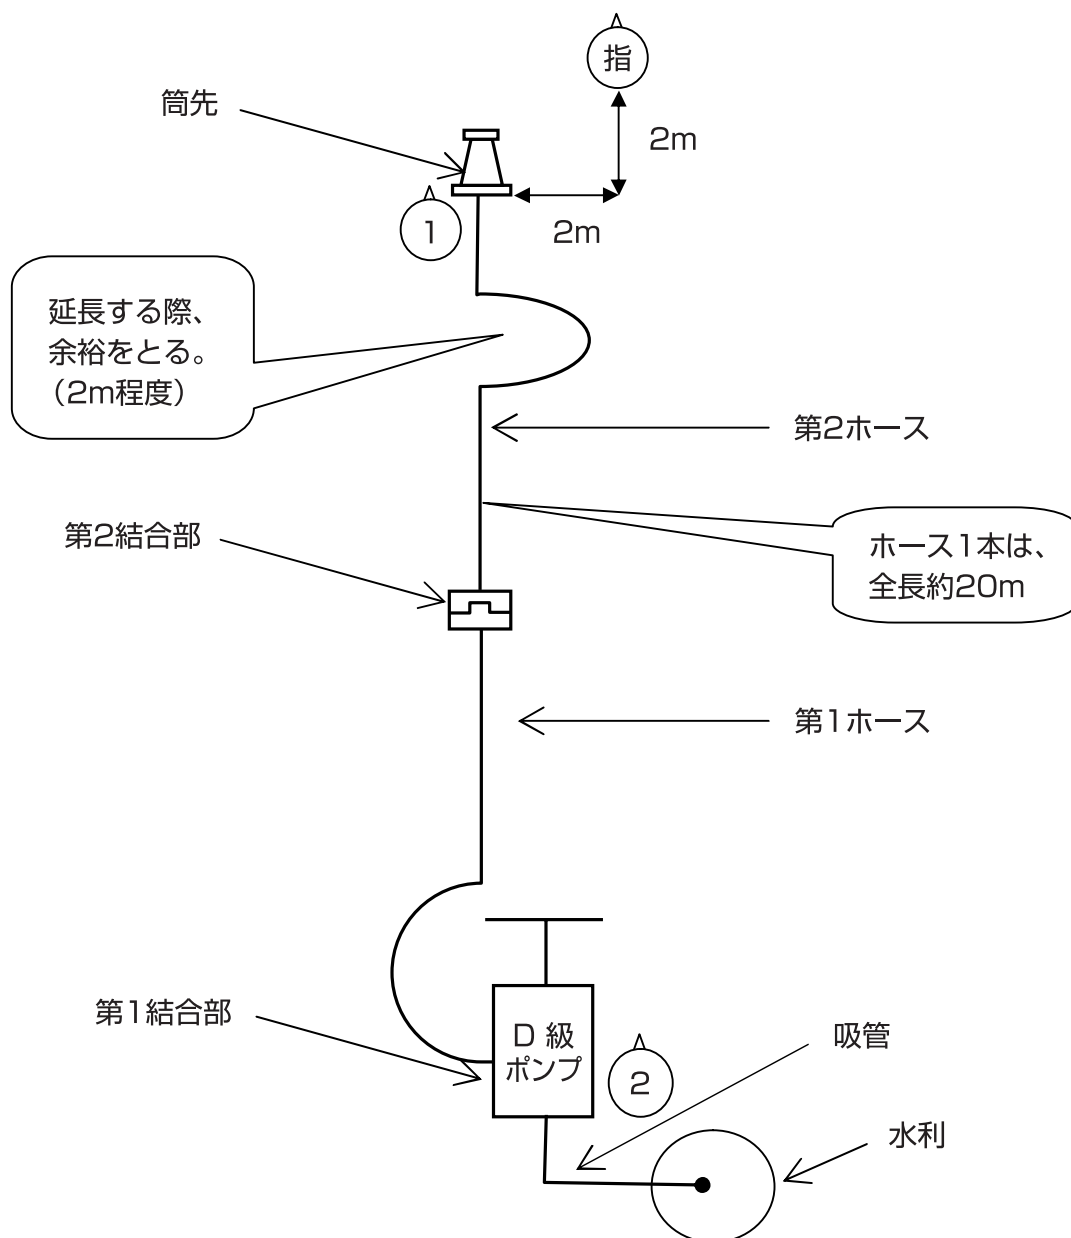 指
筒先
2m
1
2m
延長する際、
余裕をとる。
（2m程度）
第2ホース
第2結合部
ホース1本は、
全長約20m
第1ホース
第1結合部
D 級
ポンプ
2
吸管
水利